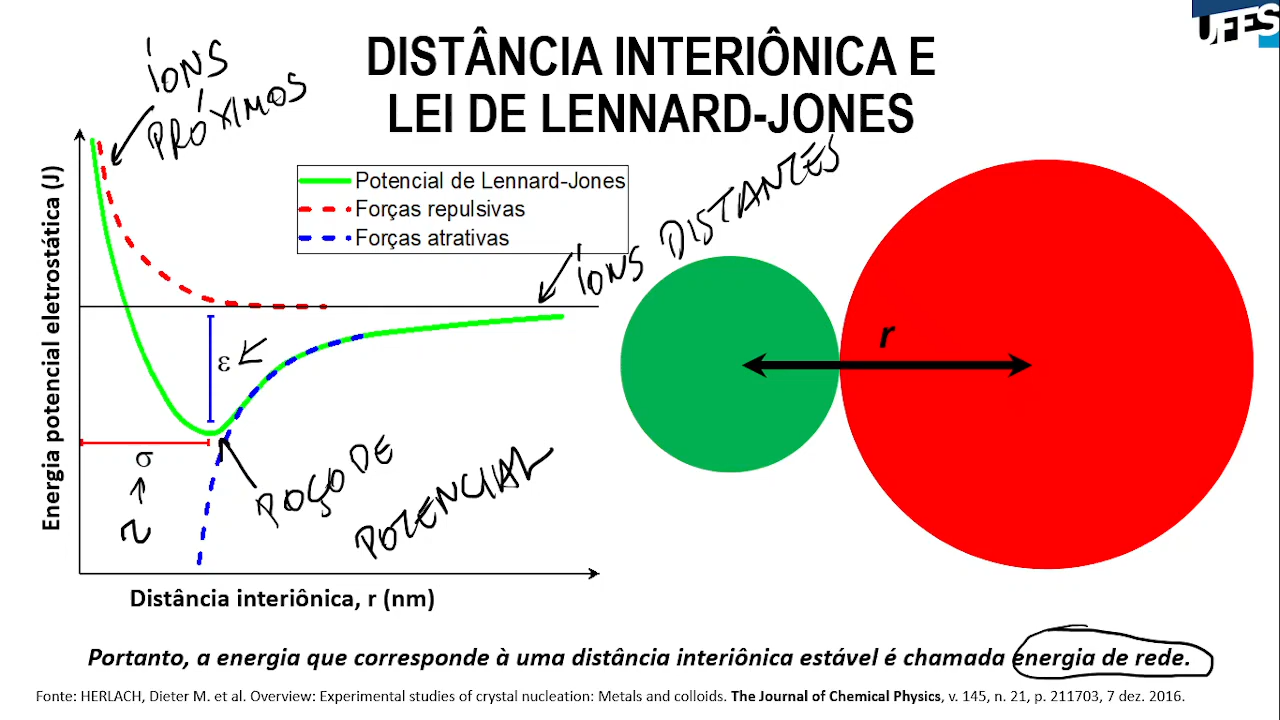 UFES
DISTÂNCIA INTERIÔNICA E
LEI DE LENNARD-JONES
ÍONS
PRÓXIMOS
Potencial de Lennard-Jones
Forças repulsivas
Forças atrativas
ÍONS DISTANTES
Energia potencial eletrostática (J)
ε
r
σ
r
POÇO DE
POTENCIAL
Distância interiônica, r (nm)
Portanto, a energia que corresponde à uma distância interiônica estável é chamada energia de rede.
Fonte: HERLACH, Dieter M. et al. Overview: Experimental studies of crystal nucleation: Metals and colloids. The Journal of Chemical Physics, v. 145, n. 21, p. 211703, 7 dez. 2016.